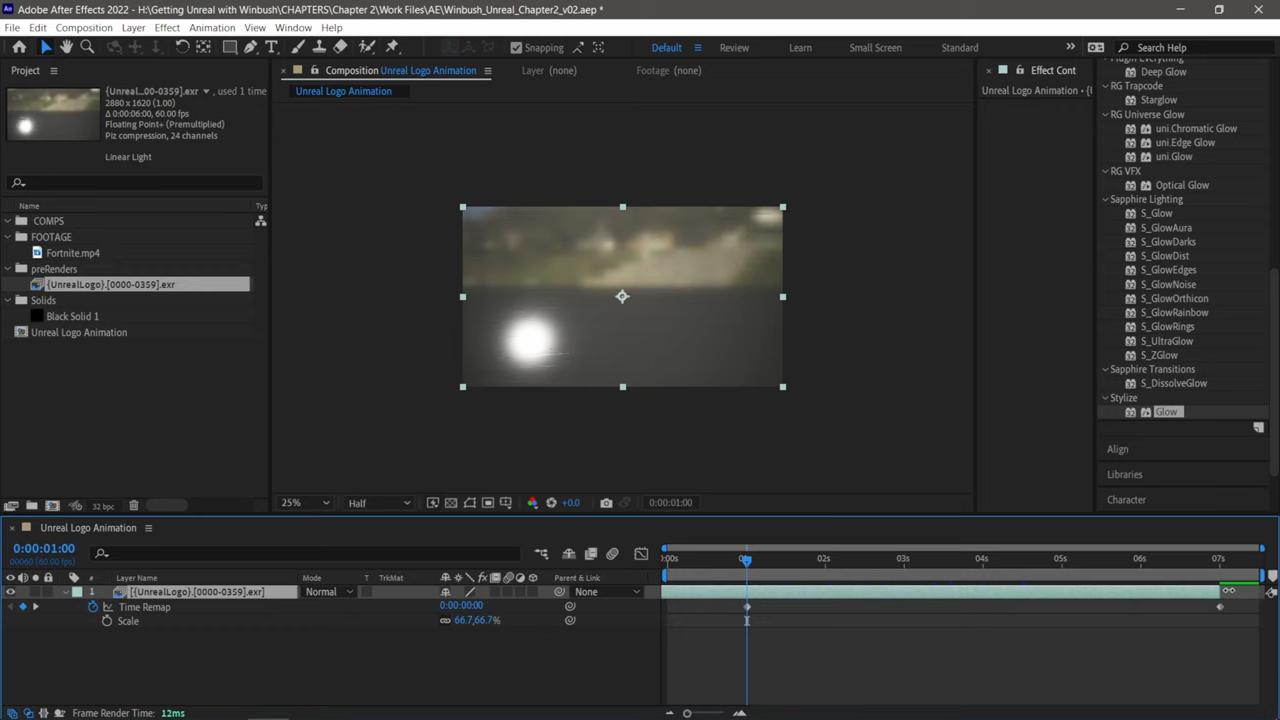 Adobe After Effects 2022 - H:\Getting Unreal with Winbush\CHAPTERS\Chapter 2\Work Files\AE\Winbush_Unreal_Chapter2_v02.aep *
File Edit Composition Layer Effect Animation View Window Help
Snapping Default Review Learn Small Screen Standard Search Help
Project
Composition Unreal Logo Animation
Layer (none)
Footage (none)
Effect Cont
Unreal Logo Animation
Unreal Logo Animation • {U
{Unreal...00-0359].exr , used 1 time
2880 x 1620 (1.00)
Δ 0:00:06:00, 60.00 fps
Floating Point+ (Premultiplied)
Piz compression, 24 channels
Linear Light
Name
Typ
COMPS
FOOTAGE
Fortnite.mp4
preRenders
{UnrealLogo}.[0000-0359].exr
Solids
Black Solid 1
Unreal Logo Animation
Deep Glow
RG Trapcode
Starglow
RG Universe Glow
uni.Chromatic Glow
uni.Edge Glow
uni.Glow
RG VFX
Optical Glow
Sapphire Lighting
S_Glow
S_GlowAura
S_GlowDarks
S_GlowDist
S_GlowEdges
S_GlowNoise
S_GlowOrthicon
S_GlowRainbow
S_GlowRings
S_UltraGlow
S_ZGlow
Sapphire Transitions
S_DissolveGlow
Stylize
Glow
Align
Libraries
Character
32 bpc
25% Half +0.0 0:00:01:00
Unreal Logo Animation
0:00:01:00
00060 (60.00 fps)
:00s 02s 03s 04s 05s 06s 07s
# Layer Name Mode T TrkMat Parent & Link
1 [{UnrealLogo}.[0000-0359].exr] Normal None
Time Remap 0:00:00:00
Scale 66.7,66.7%
Frame Render Time: 12ms